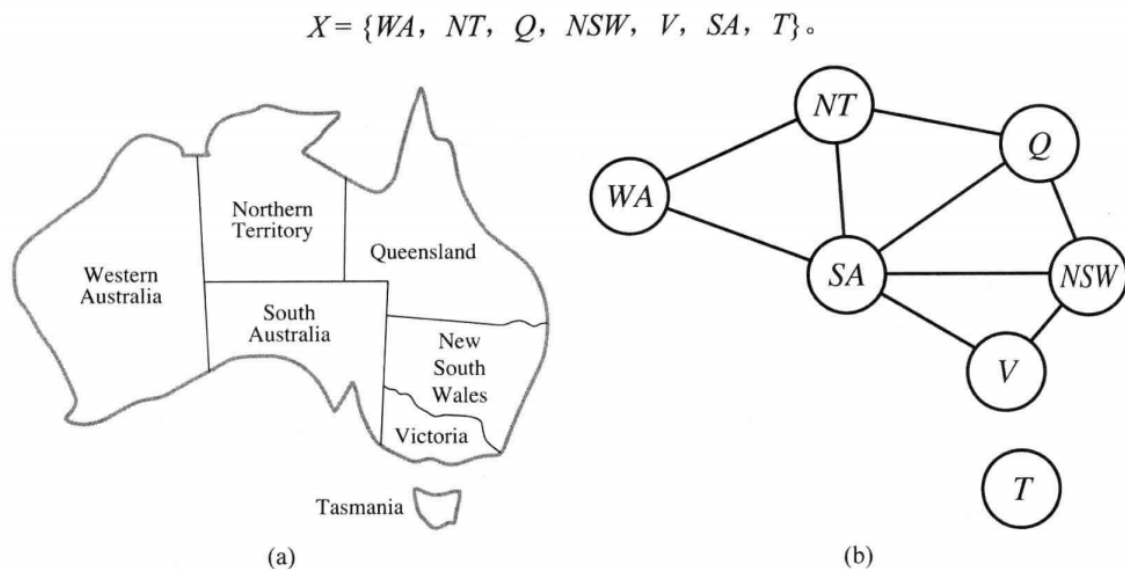 X = {WA, NT, Q, NSW, V, SA, T}。
Northern
Territory
Western
Australia
Queensland
South
Australia
New
South
Wales
Victoria
Tasmania
(a)
NT
Q
WA
SA
NSW
V
T
(b)